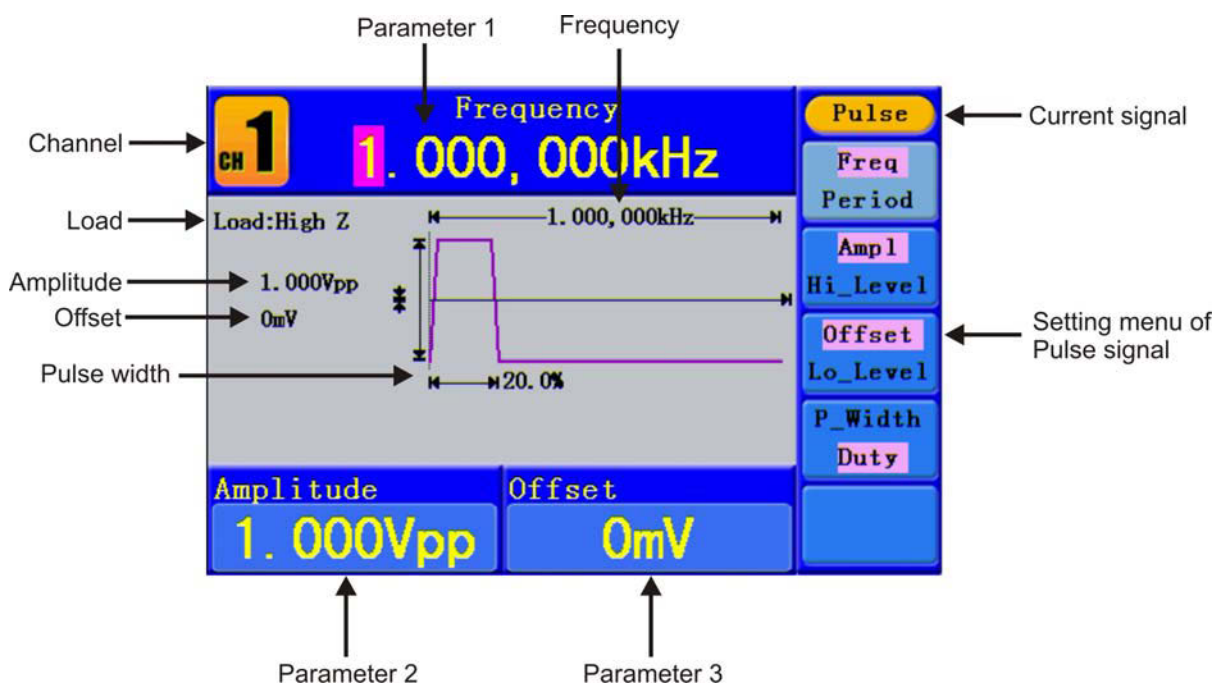 Parameter 1
Frequency
Channel
CH 1
Frequency
1.000,000kHz
Pulse
Current signal
Freq
Period
Load
Load:High Z
1.000,000kHz
Ampl
Hi_Level
Amplitude
1.000Vpp
Offset
0mV
Offset
Lo_Level
Setting menu of
Pulse signal
Pulse width
20.0%
P_Width
Duty
Amplitude
1.000Vpp
Offset
0mV
Parameter 2
Parameter 3